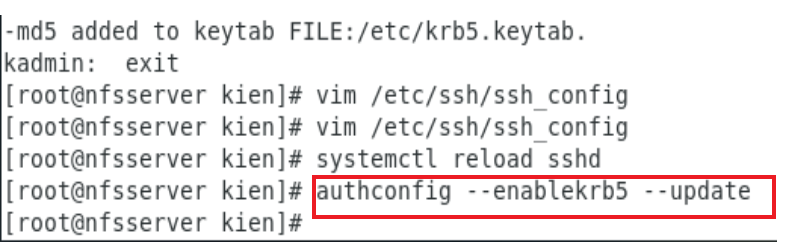 -md5 added to keytab FILE:/etc/krb5.keytab.
kadmin:  exit
[root@nfsserver kien]# vim /etc/ssh/ssh_config
[root@nfsserver kien]# vim /etc/ssh/ssh_config
[root@nfsserver kien]# systemctl reload sshd
[root@nfsserver kien]# authconfig --enablekrb5 --update
[root@nfsserver kien]#